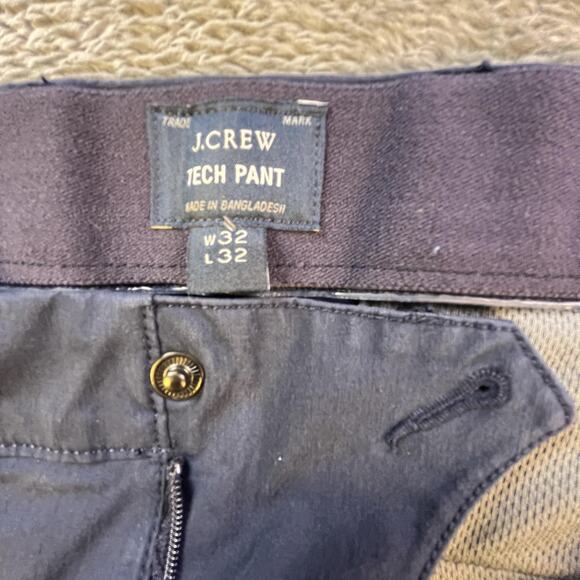 TRADE MARK
J.CREW
TECH PANT
MADE IN BANGLADESH
W32
L32